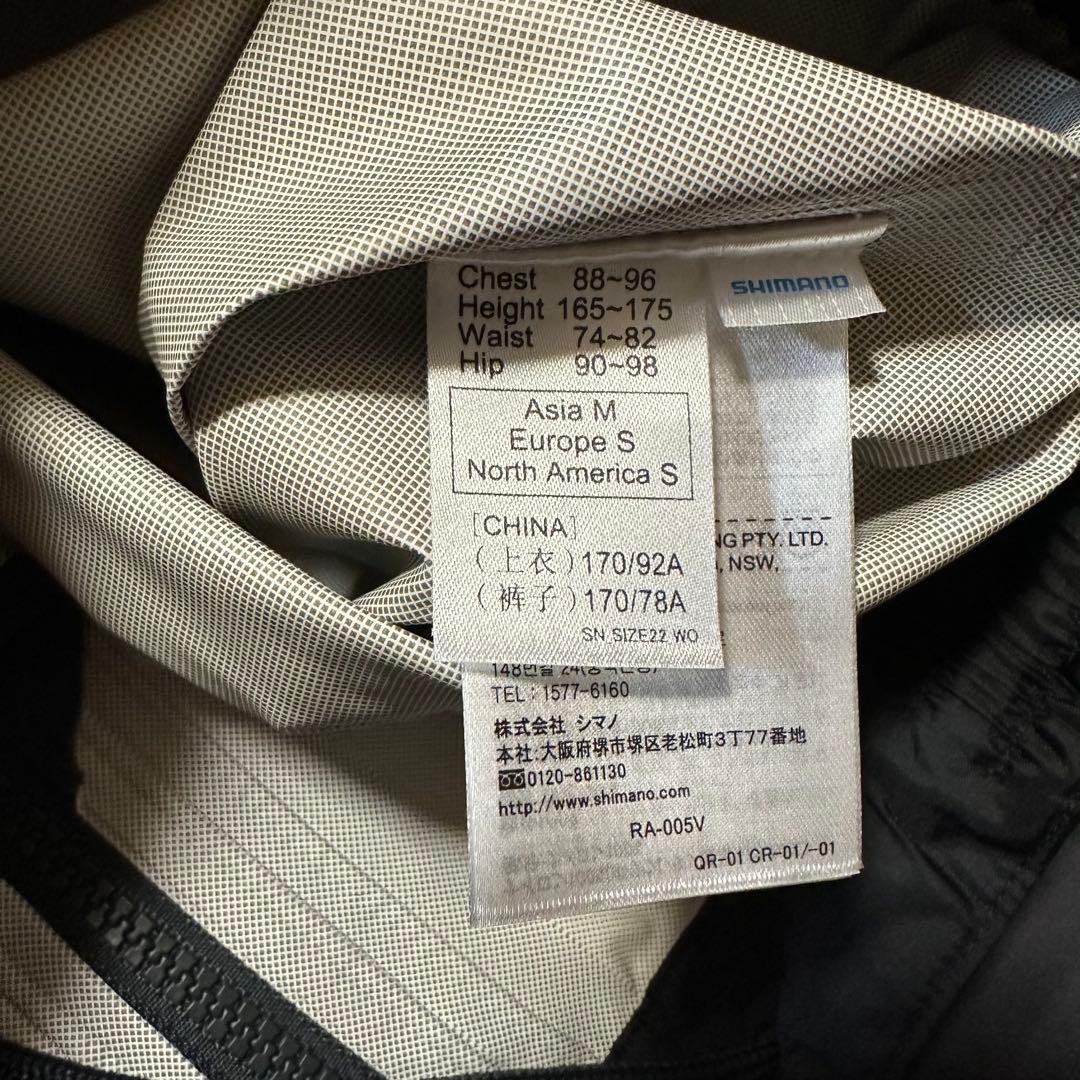 Chest 88~96
Height 165~175
Waist 74~82
Hip 90~98
Asia M
Europe S
North America S
[CHINA]
(上衣)170/92A
(裤子)170/78A
SN SIZE22 WO
SHIMANO
NG PTY. LTD.
NSW,
TEL:1577-6160
株式会社 シマノ
本社:大阪府堺市堺区老松町3丁77番地
0120-861130
http://www.shimano.com
RA-005V
QR-01 CR-01/-01